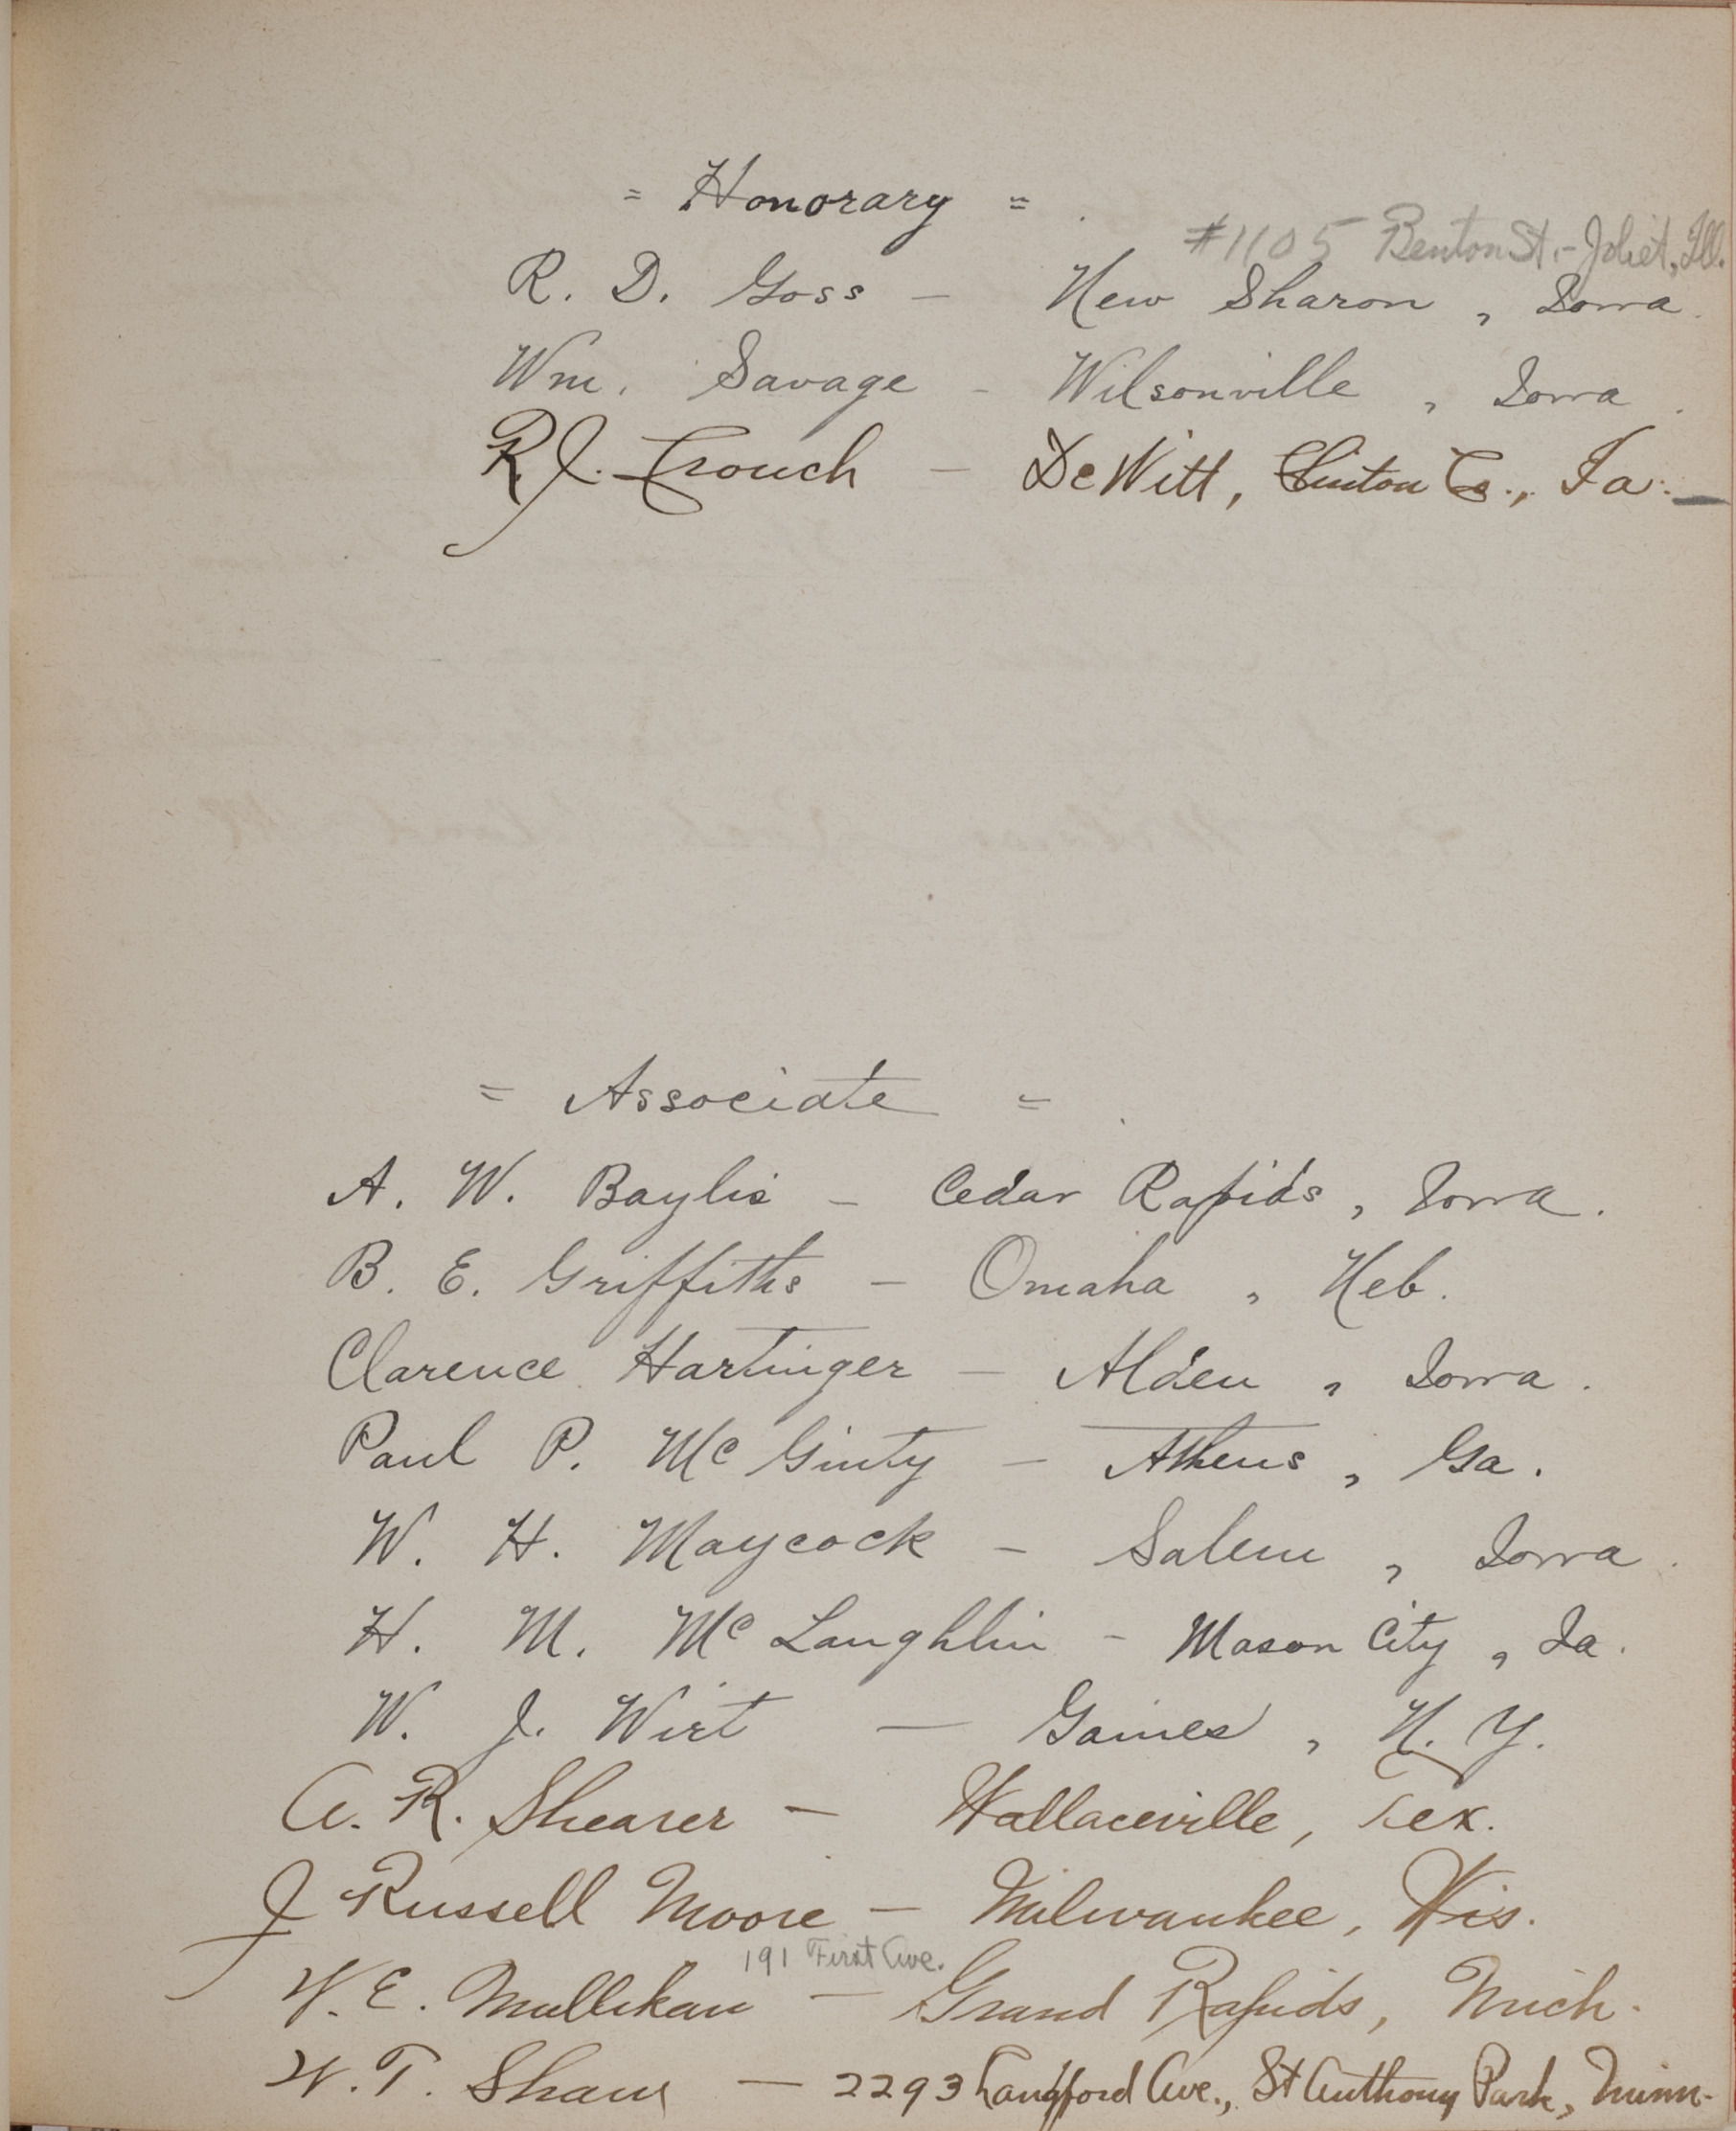 = Honorary =
#1105 Benton St. - Joliet, Ill.
R. D. Goss - New Sharon, Iowa.
Wm. Savage - Wilsonville, Iowa.
R. J. Crouch - DeWitt, Clinton Co., Ia. -
= Associate =
A. W. Baylis - Cedar Rapids, Iowa.
B. E. Griffiths - Omaha, Neb.
Clarence Hartinger - Alden, Iowa.
Paul P. McGinty - Athens, Ga.
W. H. Maycock - Salem, Iowa.
H. M. McLaughlin - Mason City, Ia.
W. J. Wirt - Gaines, N. Y.
A. R. Shearer - Wallaceville, Tex.
J Russell Moore - Milwaukee, Wis.
191 First Ave.
W. E. Mullikan - Grand Rapids, Mich.
W. T. Shaw - 2293 Langford Ave., St Anthony Park, Minn.